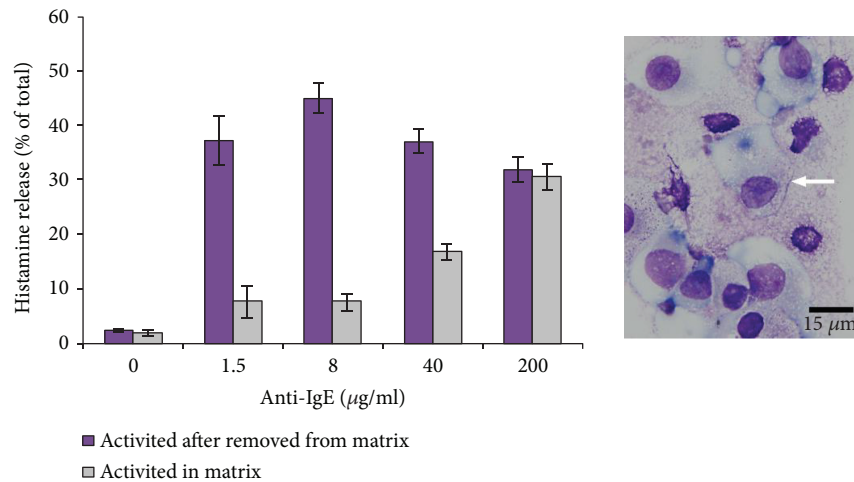 60
50
40
30
20
10
0
Histamine release (% of total)
0 1.5 8 40 200
Anti-IgE (μg/ml)
Activited after removed from matrix
Activited in matrix
15 μm